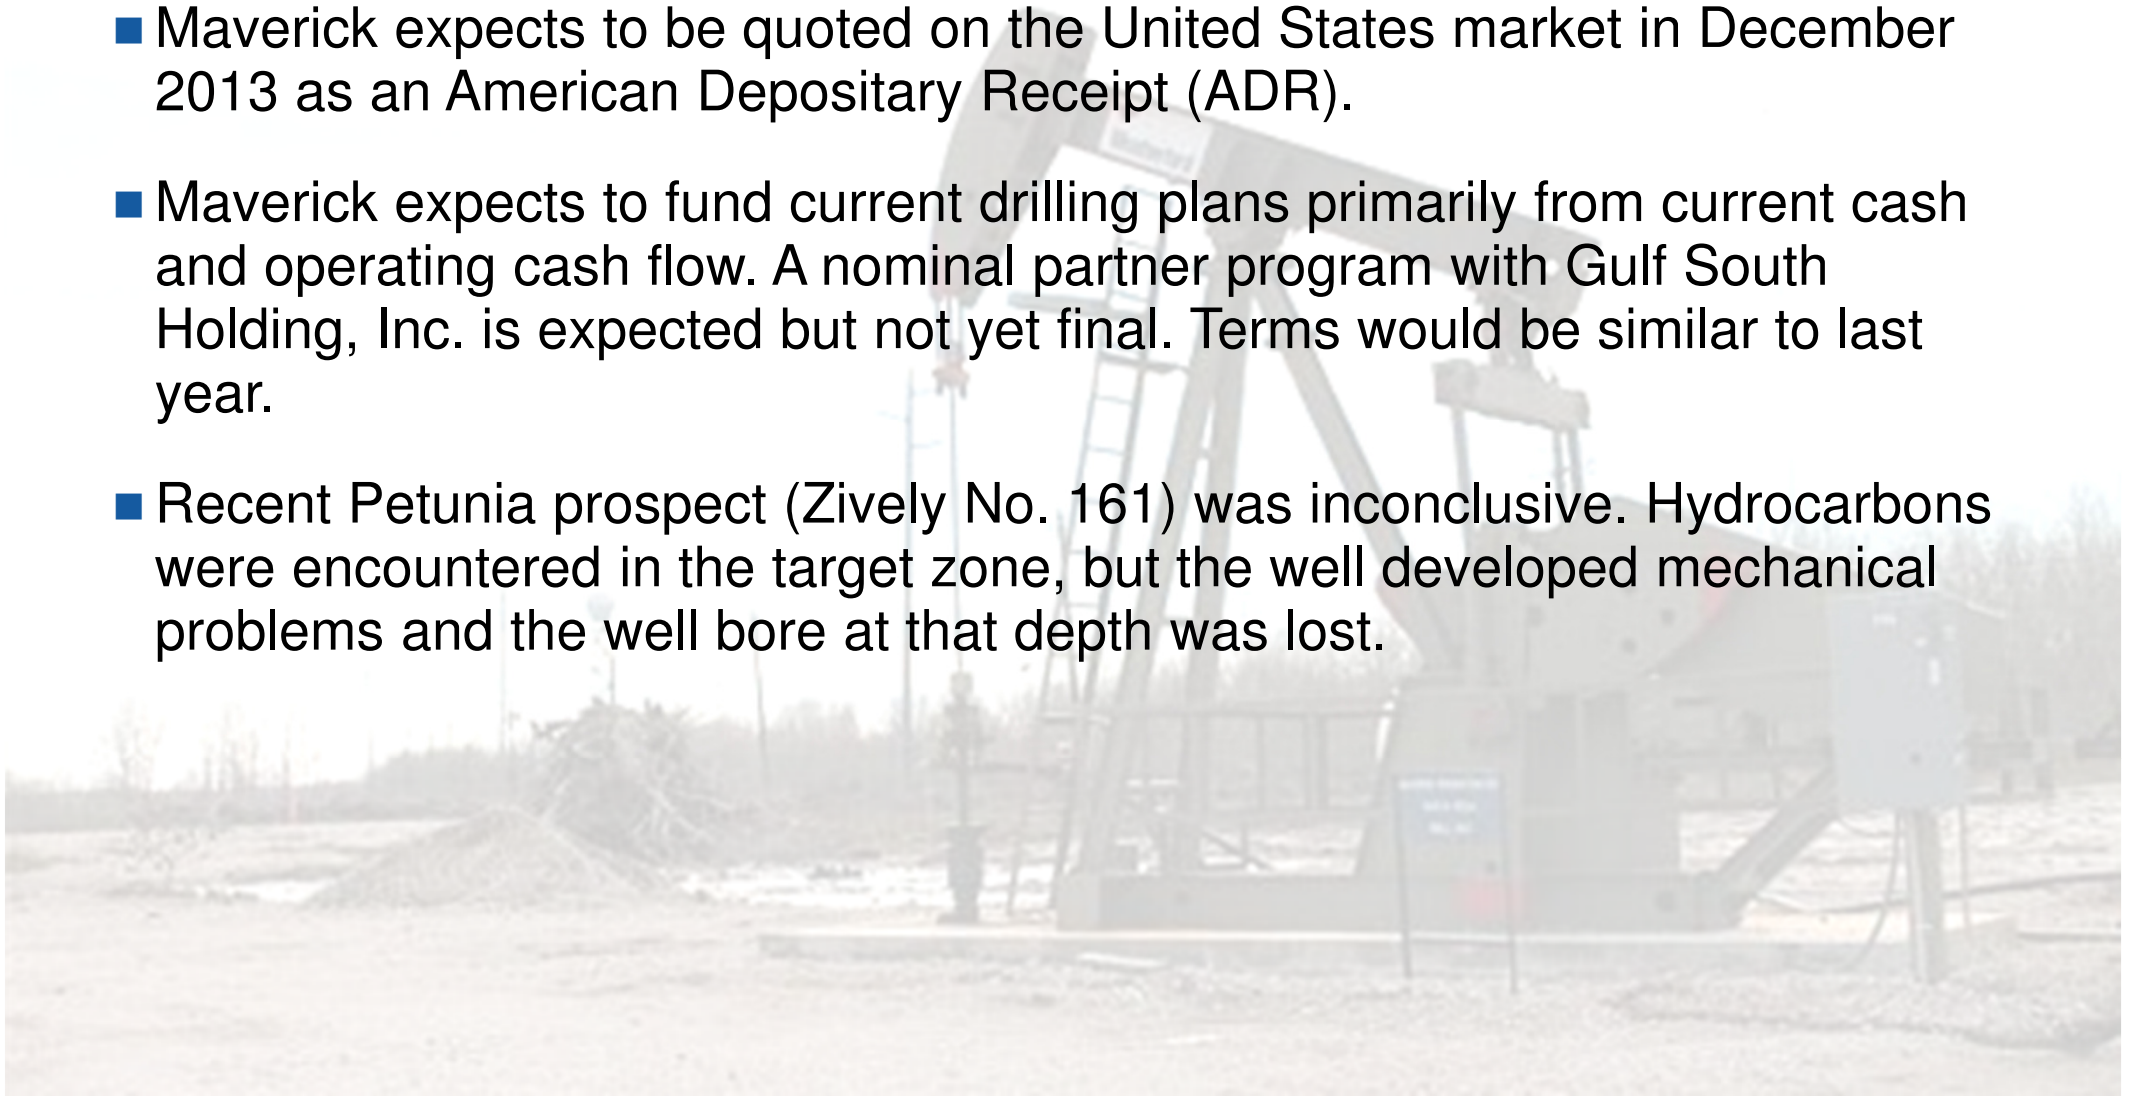 Maverick expects to be quoted on the United States market in December
2013 as an American Depositary Receipt (ADR).
Maverick expects to fund current drilling plans primarily from current cash
and operating cash flow. A nominal partner program with Gulf South
Holding, Inc. is expected but not yet final. Terms would be similar to last
year.
Recent Petunia prospect (Zively No. 161) was inconclusive. Hydrocarbons
were encountered in the target zone, but the well developed mechanical
problems and the well bore at that depth was lost.